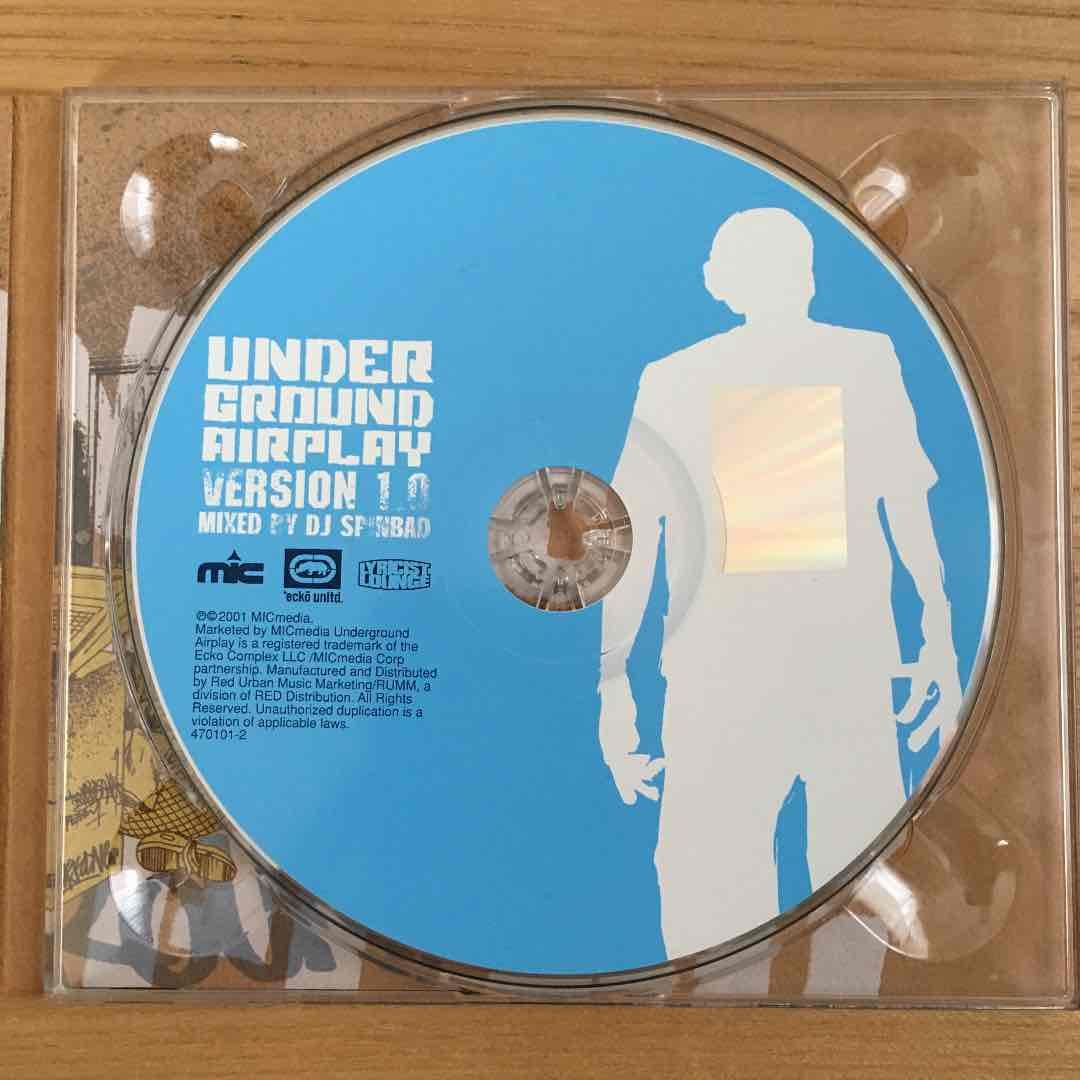 UNDER
GROUND
AIRPLAY
VERSION 1.0
MIXED BY DJ SPINBAD
mic
*eckō unltd.
LYRICIST
LOUNGE
℗©2001 MICmedia.
Marketed by MICmedia Underground
Airplay is a registered trademark of the
Ecko Complex LLC /MICmedia Corp
partnership. Manufactured and Distributed
by Red Urban Music Marketing/RUMM, a
division of RED Distribution. All Rights
Reserved. Unauthorized duplication is a
violation of applicable laws.
470101-2